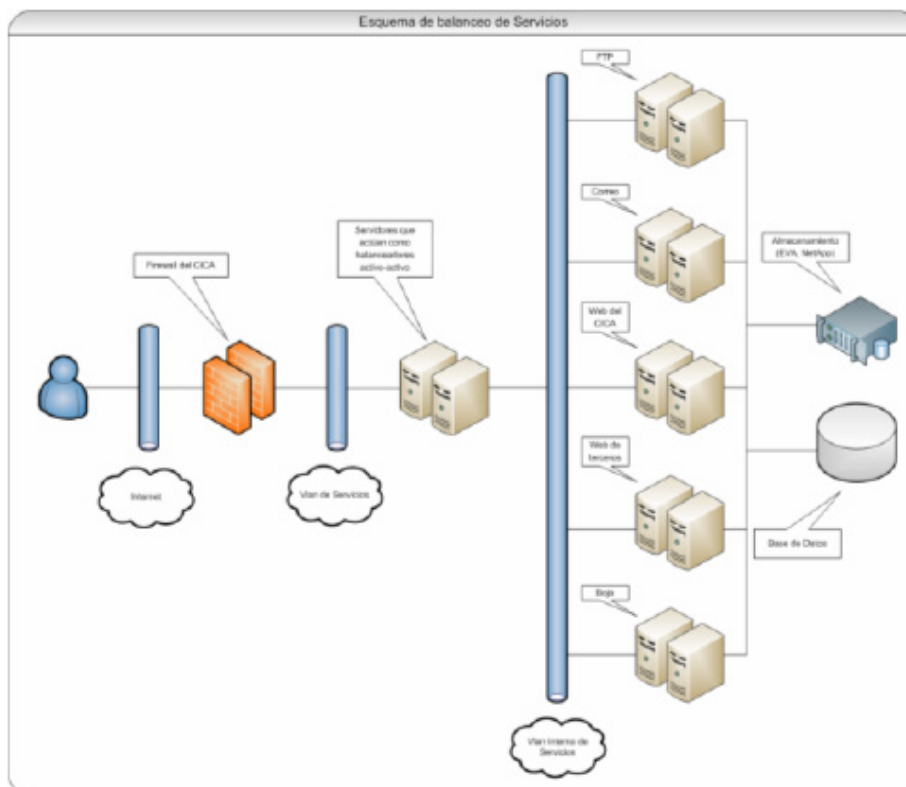 Esquema de balanceo de Servicios
FTP
Correo
Servidores que
actúan como
balanceadores
activo-activo
Almacenamiento
(EVA, NetApp)
Firewall del CICA
Web del
CICA
Web de
terceros
Internet
Vlan de Servicios
Base de Datos
Boja
Vlan Interna de
Servicios